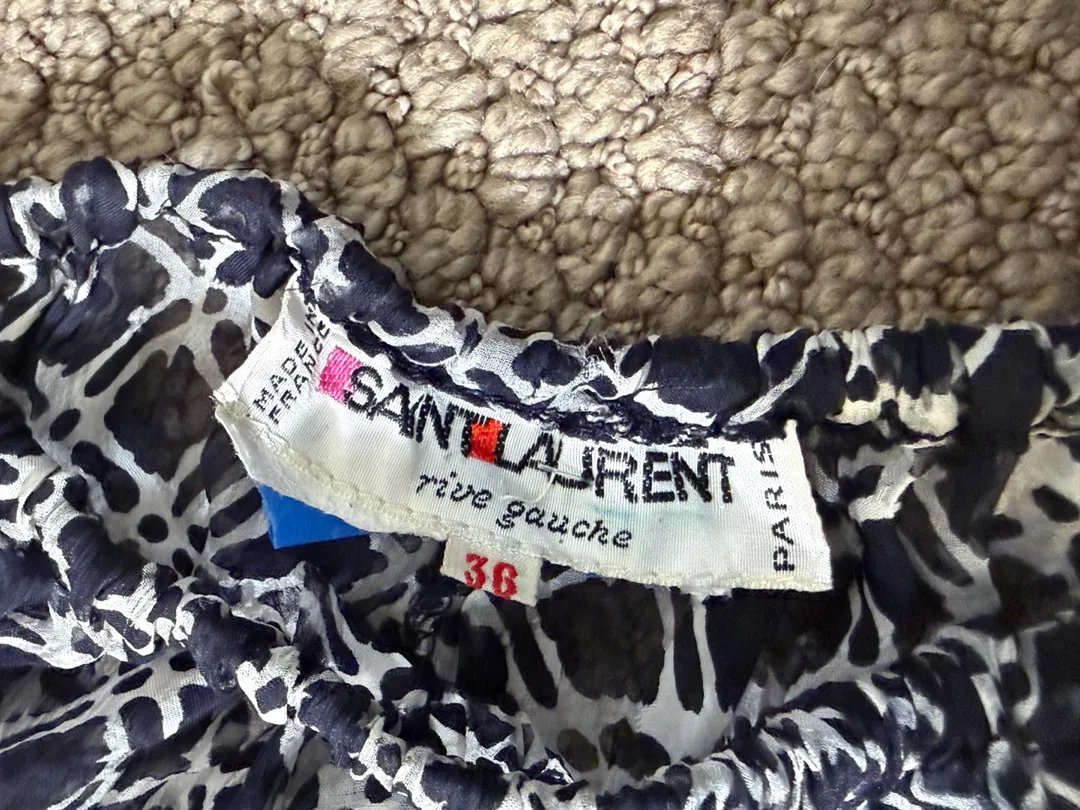 MADE IN
FRANCE
SAINT LAURENT
rive gauche
PARIS
36